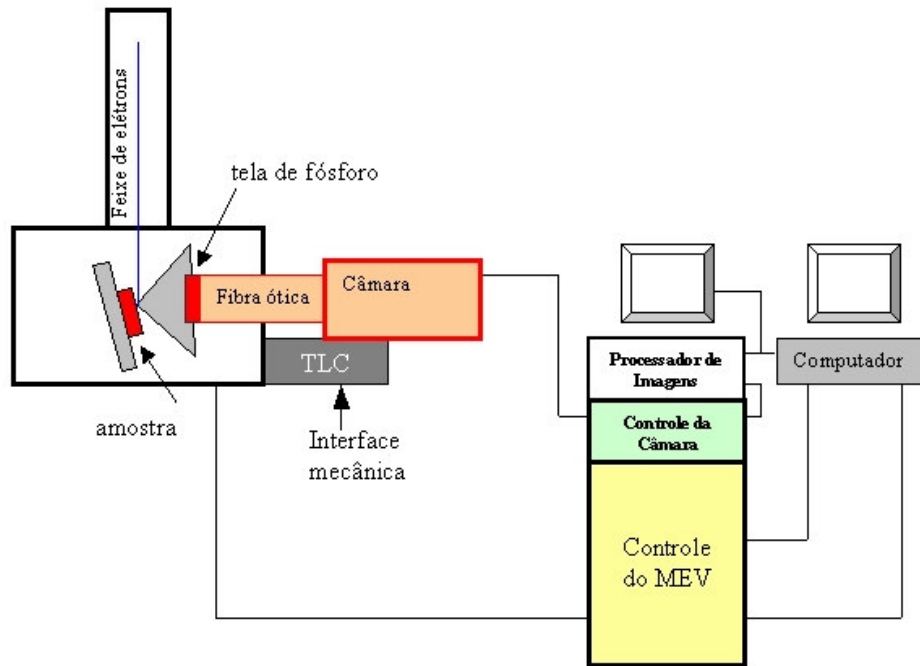 Feixe de elétrons
tela de fósforo
Fibra ótica
Câmara
TLC
amostra
Interface
mecânica
Processador de
Imagens
Computador
Controle da
Câmara
Controle
do MEV